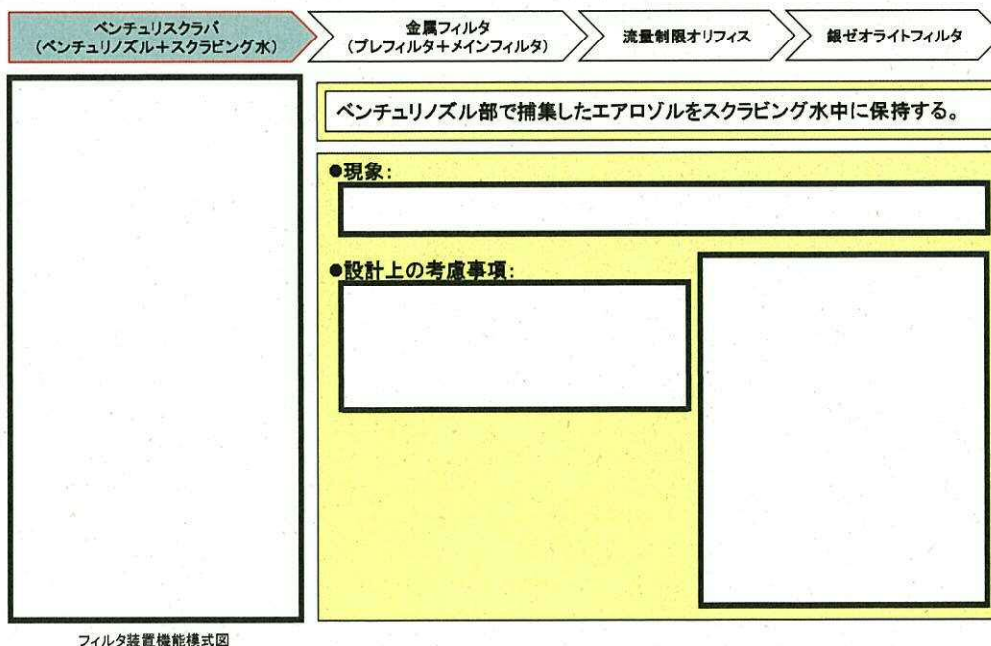 ベンチュリスクラバ
(ベンチュリノズル+スクラビング水)
金属フィルタ
(プレフィルタ+メインフィルタ)
流量制限オリフィス
銀ゼオライトフィルタ
ベンチュリノズル部で捕集したエアロゾルをスクラビング水中に保持する。
●現象:
●設計上の考慮事項:
フィルタ装置機能模式図